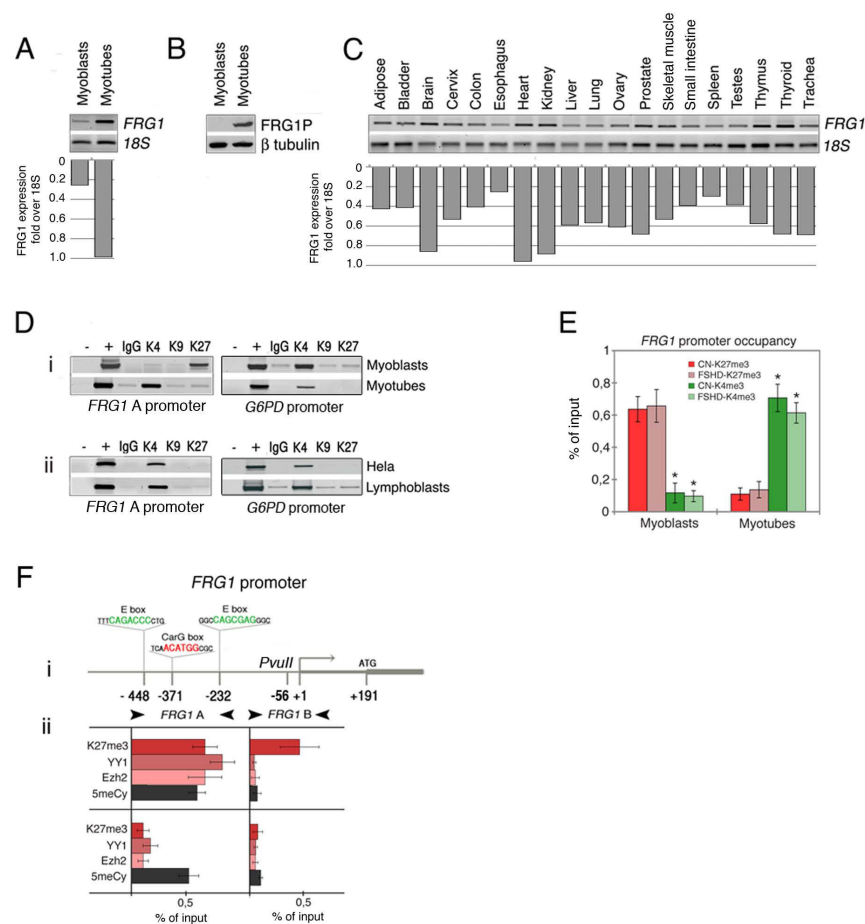 A
Myoblasts
Myotubes
FRG1
18S
0
0.2
0.4
0.6
0.8
1.0
FRG1 expression
fold over 18S
B
Myoblasts
Myotubes
FRG1P
β tubulin
C
Adipose
Bladder
Brain
Cervix
Colon
Esophagus
Heart
Kidney
Liver
Lung
Ovary
Prostate
Skeletal muscle
Small intestine
Spleen
Testes
Thymus
Thyroid
Trachea
FRG1
18S
0
0.2
0.4
0.6
0.8
1.0
FRG1 expression
fold over 18S
D
i
- + IgG K4 K9 K27
- + IgG K4 K9 K27
Myoblasts
Myotubes
FRG1 A promoter
G6PD promoter
ii
- + IgG K4 K9 K27
- + IgG K4 K9 K27
Hela
Lymphoblasts
FRG1 A promoter
G6PD promoter
E
FRG1 promoter occupancy
CN-K27me3
FSHD-K27me3
CN-K4me3
FSHD-K4me3
1
0,8
0,6
0,4
0,2
0
% of input
* * * *
Myoblasts Myotubes
F
FRG1 promoter
E box
TTTCAGACCCCTG
E box
GGCCAGCGAGGGC
CarG box
TCAACATGGCGC
i
PvuII
ATG
- 448 -371 -232 -56 +1 +191
FRG1 A FRG1 B
ii
K27me3
YY1
Ezh2
5meCy
K27me3
YY1
Ezh2
5meCy
0,5 0,5
% of input % of input